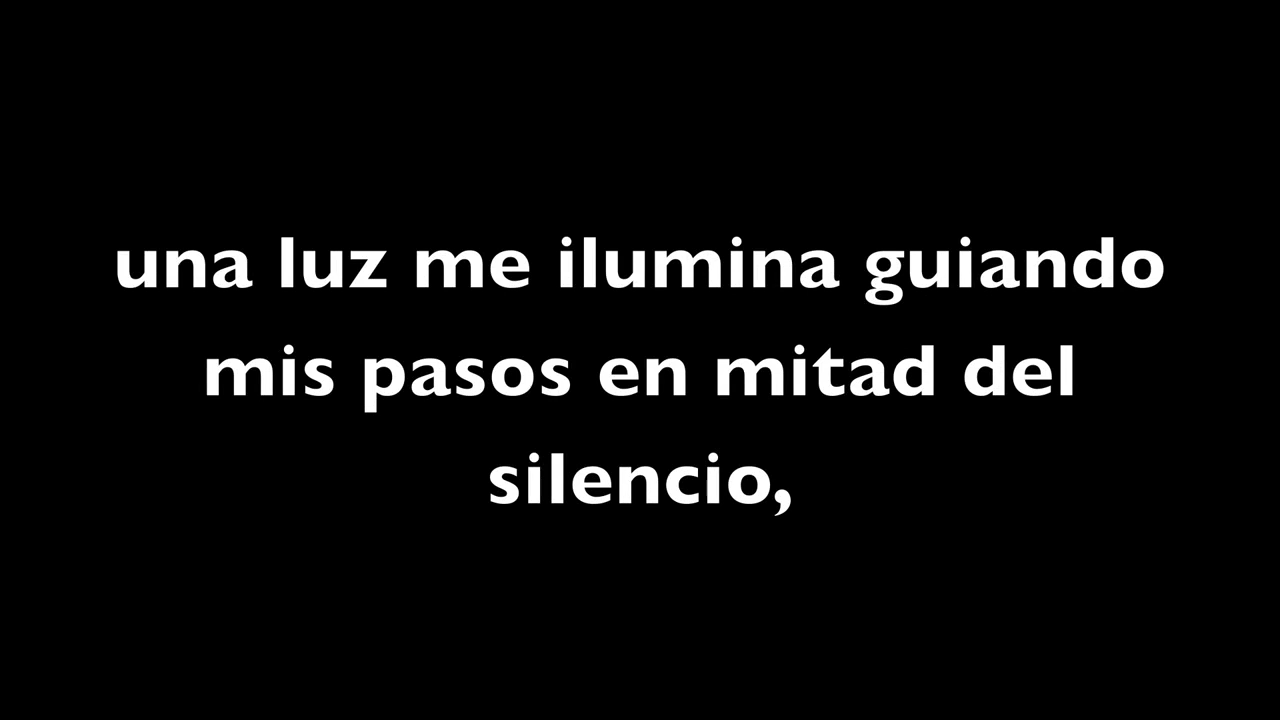 una luz me ilumina guiando
mis pasos en mitad del
silencio,